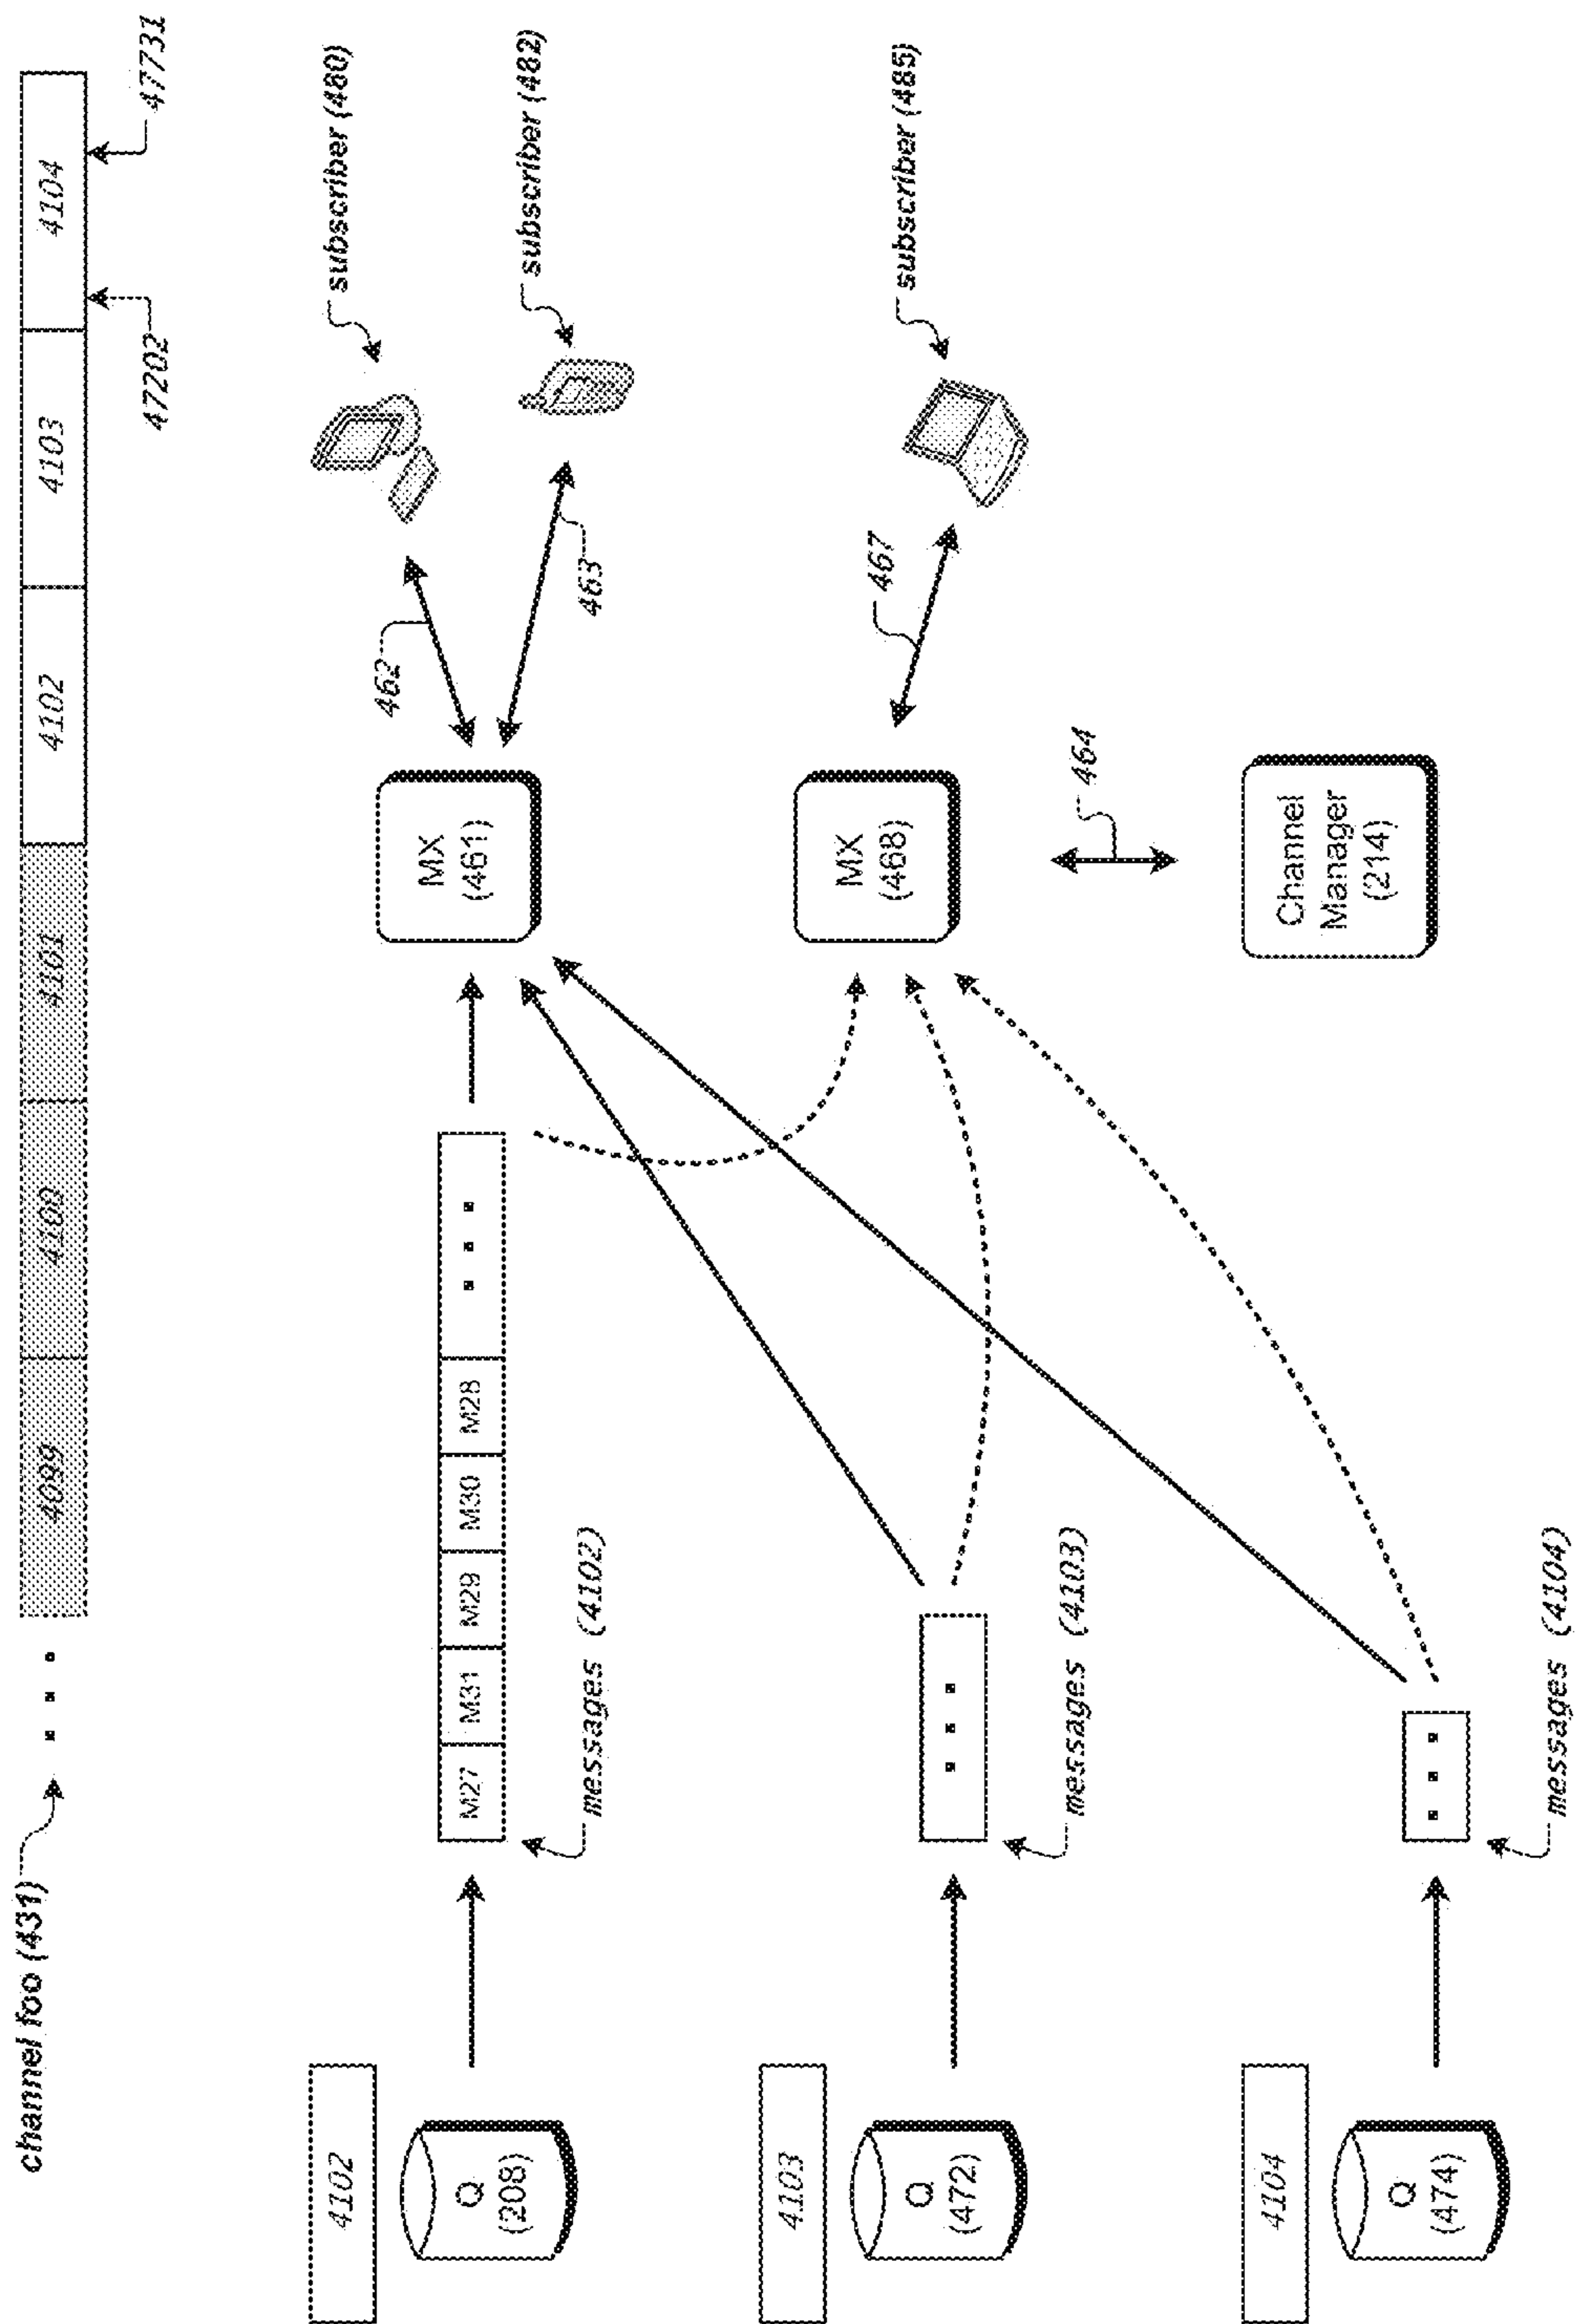 channel foo (431)
4099
4100
4101
4102
4103
4104
47202
47731
4102
Q
(208)
M27
M31
M29
M30
M28
messages (4102)
MX
(461)
462
463
subscriber (480)
subscriber (482)
4103
Q
(472)
messages (4103)
MX
(468)
467
subscriber (485)
464
4104
Q
(474)
messages (4104)
Channel
Manager
(214)